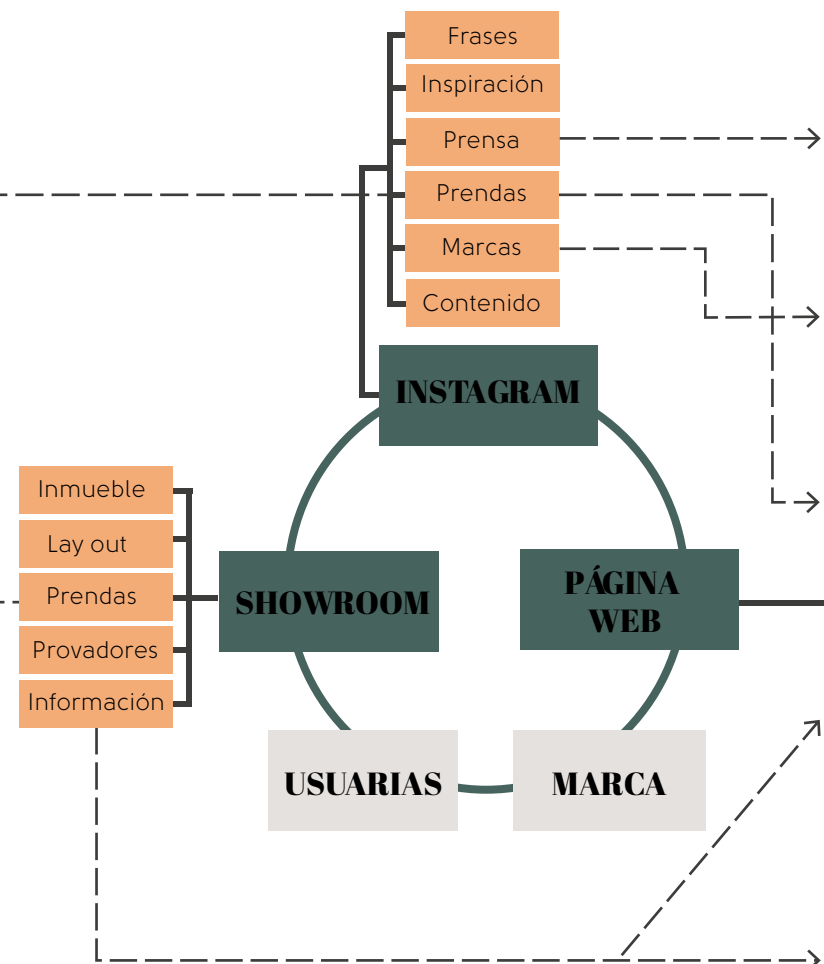 Frases
Inspiración
Prensa
Prendas
Marcas
Contenido
INSTAGRAM
Inmueble
Lay out
Prendas
Provadores
Información
SHOWROOM
PÁGINA
WEB
USUARIAS
MARCA